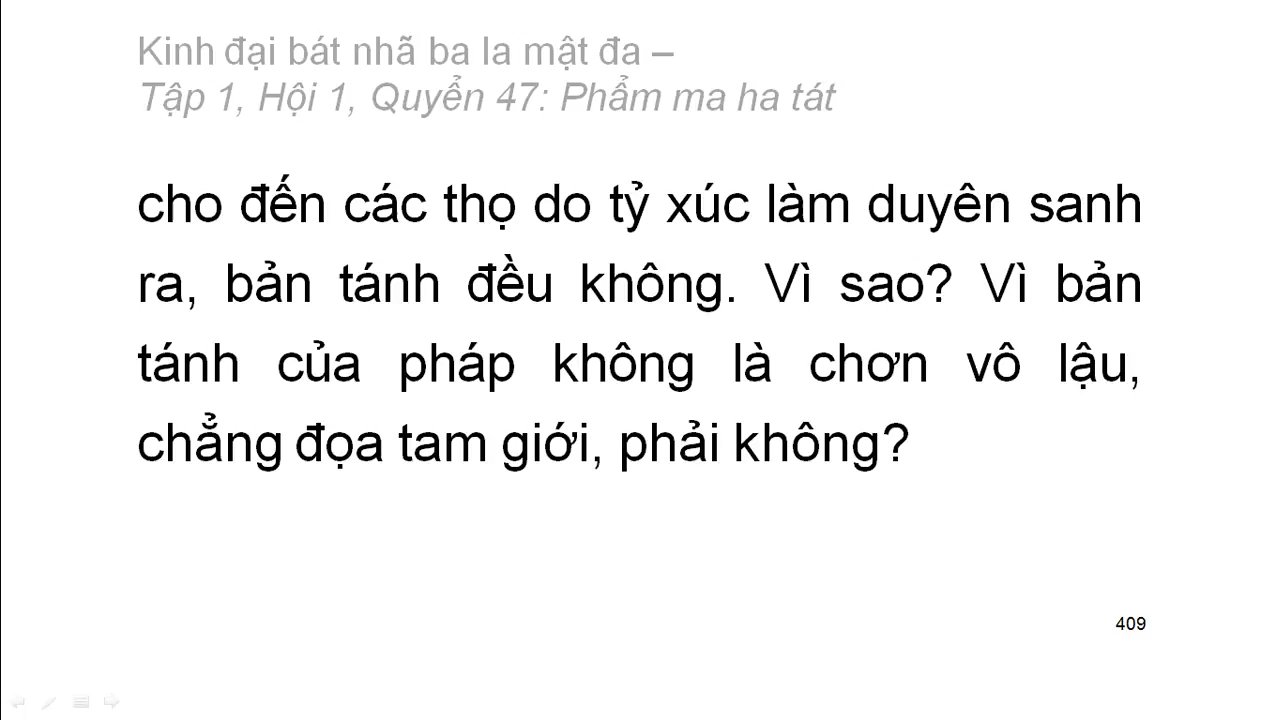 Kinh đại bát nhã ba la mật đa –
Tập 1, Hội 1, Quyển 47: Phẩm ma ha tát
cho đến các thọ do tỷ xúc làm duyên sanh
ra, bản tánh đều không. Vì sao? Vì bản
tánh của pháp không là chơn vô lậu,
chẳng đọa tam giới, phải không?
409